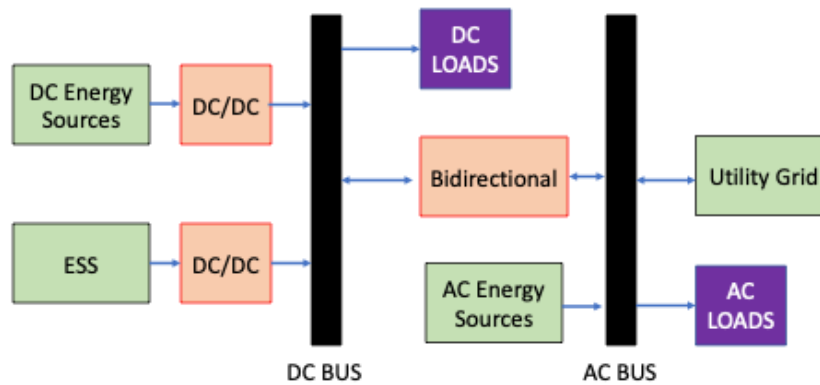 DC
LOADS
DC Energy
Sources
DC/DC
Bidirectional
Utility Grid
ESS
DC/DC
AC Energy
Sources
AC
LOADS
DC BUS
AC BUS